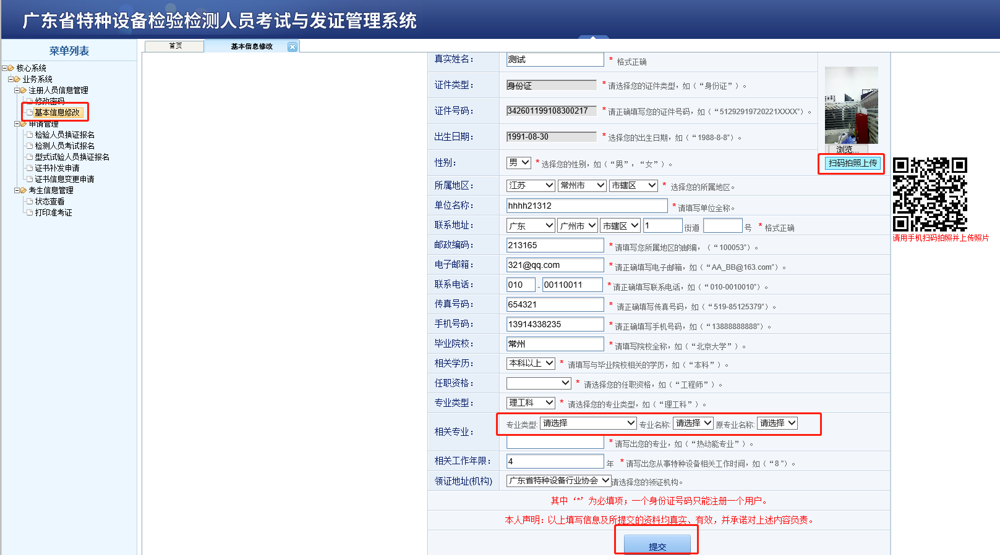 广东省特种设备检验检测人员考试与发证管理系统
菜单列表
首页
基本信息修改
核心系统
业务系统
注册人员信息管理
修改密码
基本信息修改
申请管理
检验人员换证报名
检测人员考试报名
型式试验人员换证报名
证书补发申请
证书信息变更申请
考生信息管理
状态查看
打印准考证
真实姓名： 测试 * 格式正确
证件类型： 身份证 * 请选择您的证件类型，如（“身份证”）。
证件号码： 342601199108300217 * 请正确填写您的证件号码，如（“51292919720221XXXX”）。
出生日期： 1991-08-30 * 选择您的出生日期，如（“1988-8-8”）。
浏览...
性别： 男 * 选择您的性别，如（“男”，“女”）。
扫码拍照上传
所属地区： 江苏 常州市 市辖区 * 选择您的所属地区。
单位名称： hhhh21312 * 请填写单位全称。
联系地址： 广东 广州市 市辖区 1 街道 号 * 格式正确
请用手机扫码拍照并上传照片
邮政编码： 213165 * 请填写您所属地区的邮编，（“100053”）。
电子邮箱： 321@qq.com * 请正确填写电子邮箱，如（“AA_BB@163.com”）。
联系电话： 010 - 00110011 * 请正确填写联系电话，如（“010-0010010”）。
传真号码： 654321 * 请正确填写传真号码，如（“519-85125379”）。
手机号码： 13914338235 * 请正确填写手机号码，如（“13888888888”）。
毕业院校： 常州 * 请填写院校全称，如（“北京大学”）。
相关学历： 本科以上 * 请填写与毕业院校相关的学历，如（“本科”）。
任职资格： * 请选择您的任职资格，如（“工程师”）。
专业类型： 理工科 * 请选择您的专业类型，如（“理工科”）。
相关专业： 专业类型: 请选择 专业名称: 请选择 原专业名称: 请选择
* 请写出您的专业，如（“热动能专业”）。
相关工作年限： 4 年 * 请写出您从事特种设备相关工作时间，如（“8 ”）。
领证地址(机构) 广东省特种设备行业协会 请选择您的领证机构。
其中‘*’为必填项；一个身份证号码只能注册一个用户。
本人声明：以上填写信息及所提交的资料均真实、有效，并承诺对上述内容负责。
提交